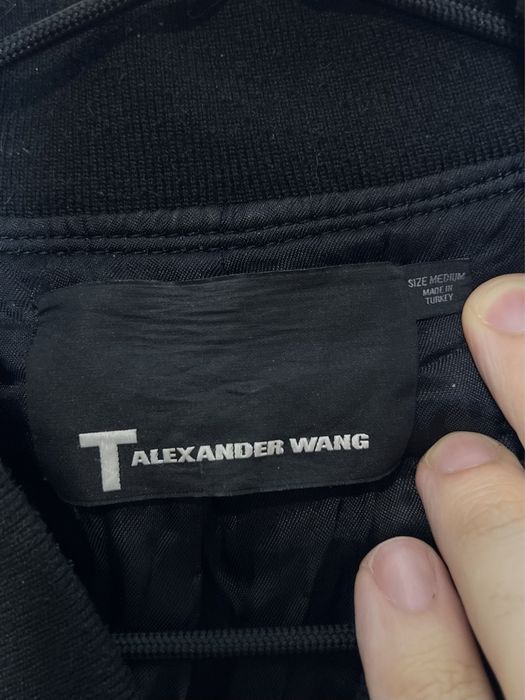 SIZE MEDIUM
MADE IN
TURKEY
T ALEXANDER WANG